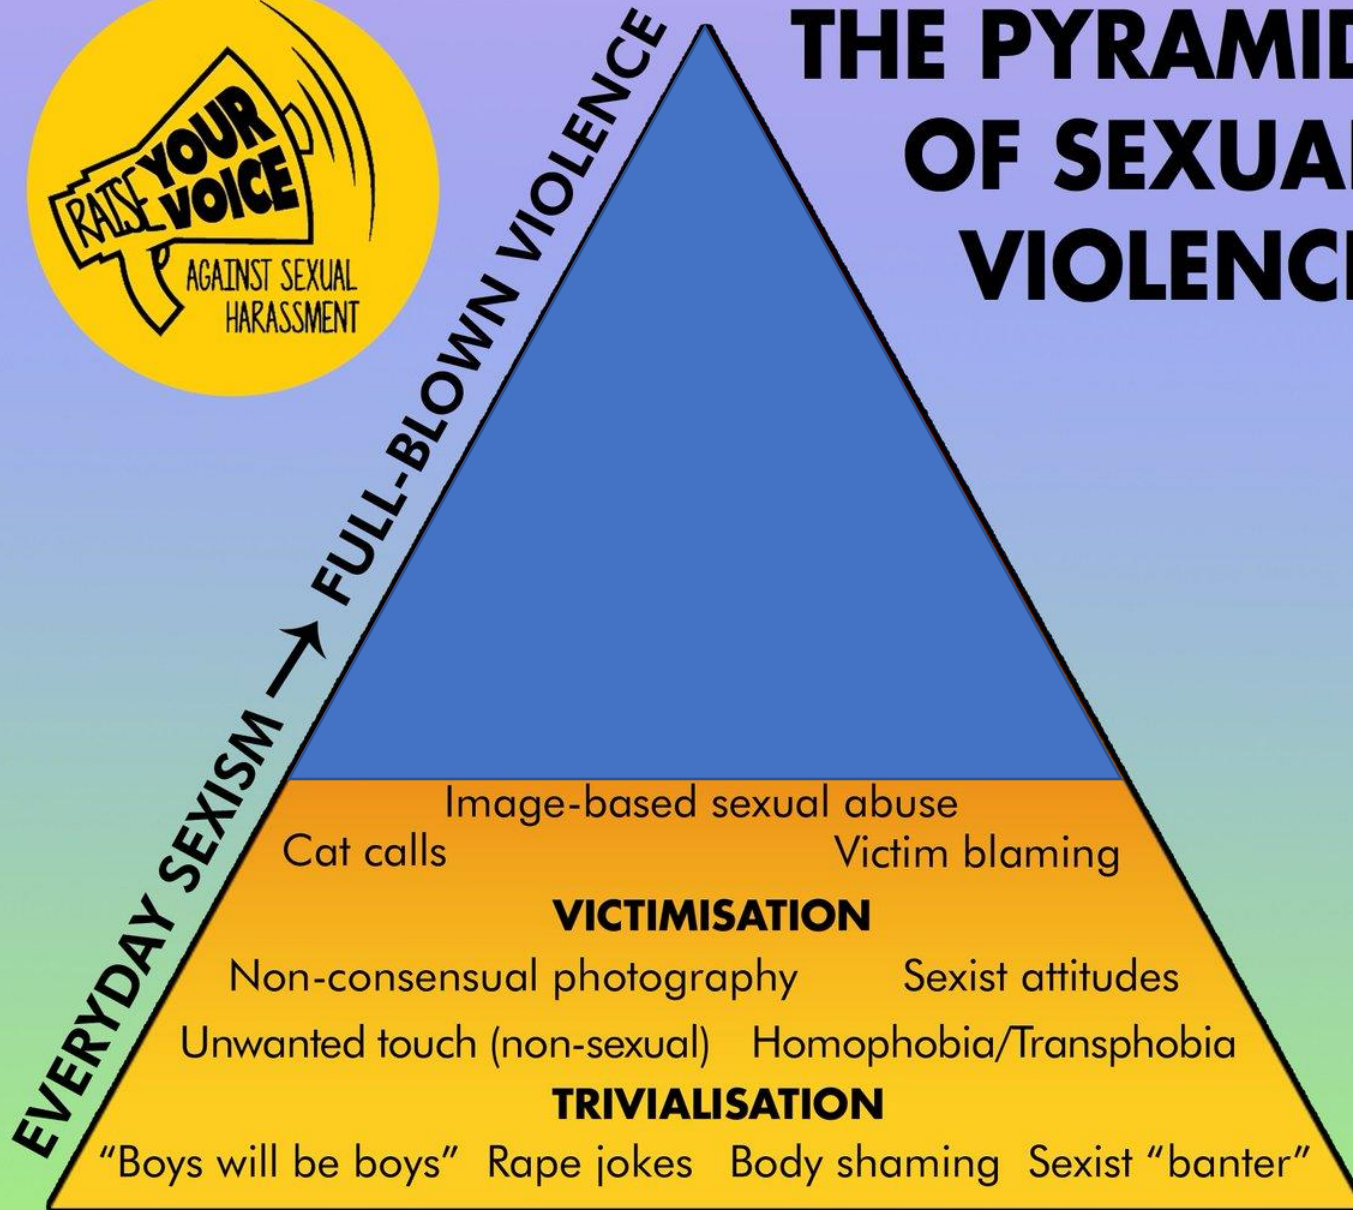 RAISE YOUR VOICE
AGAINST SEXUAL
HARASSMENT
THE PYRAMID
OF SEXUAL
VIOLENCE
EVERYDAY SEXISM → FULL-BLOWN VIOLENCE
Image-based sexual abuse
Cat calls Victim blaming
VICTIMISATION
Non-consensual photography Sexist attitudes
Unwanted touch (non-sexual) Homophobia/Transphobia
TRIVIALISATION
“Boys will be boys” Rape jokes Body shaming Sexist “banter”